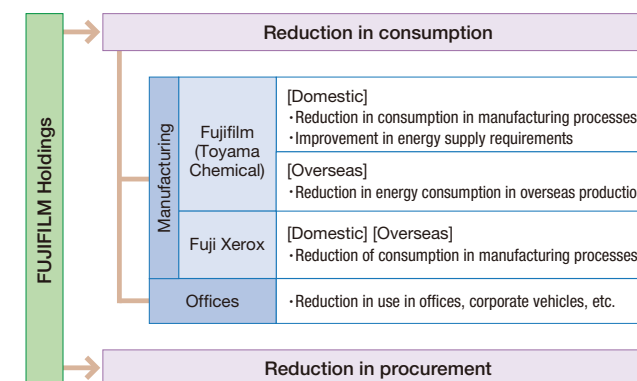 FUJIFILM Holdings
Reduction in consumption
Manufacturing
Fujifilm
(Toyama
Chemical)
[Domestic]
・Reduction in consumption in manufacturing processes
・Improvement in energy supply requirements
[Overseas]
・Reduction in energy consumption in overseas productio
Fuji Xerox
[Domestic] [Overseas]
・Reduction of consumption in manufacturing processes
Offices
・Reduction in use in offices, corporate vehicles, etc.
Reduction in procurement